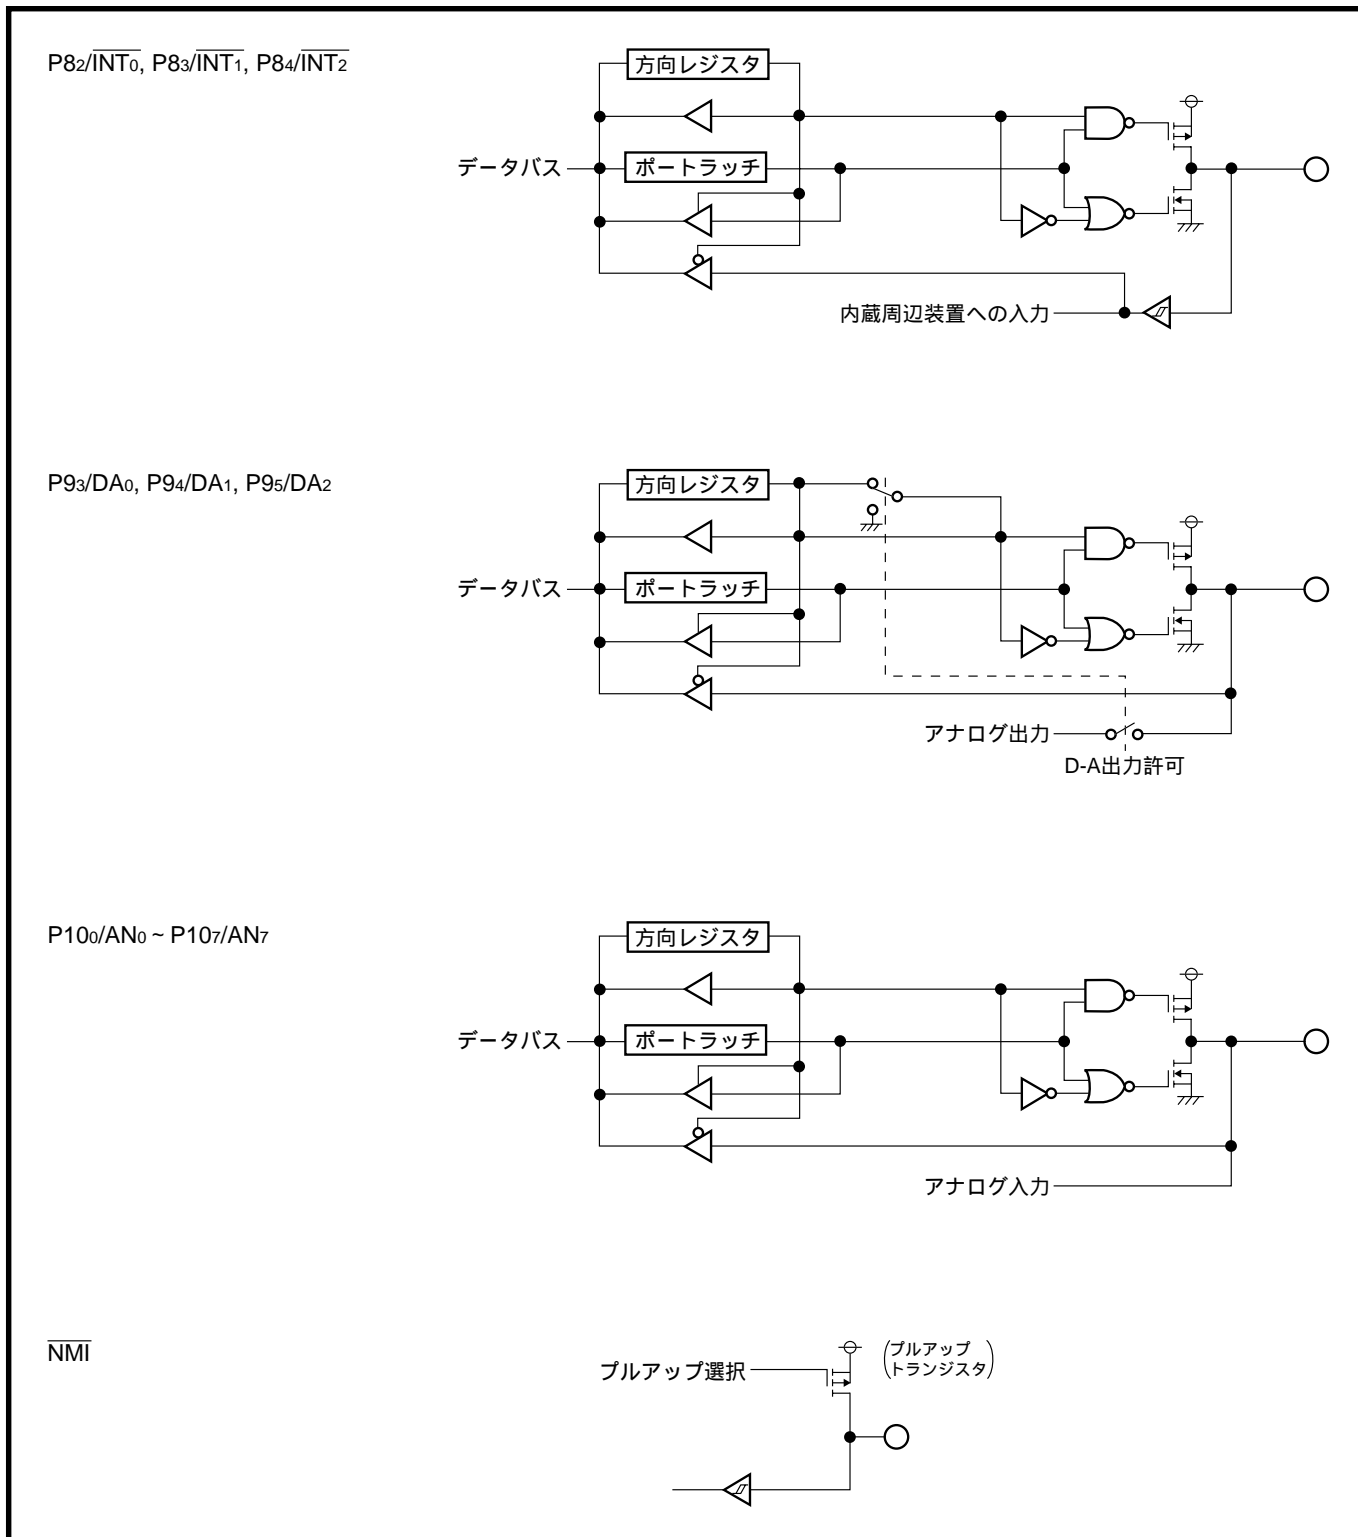 P82/INT0, P83/INT1, P84/INT2
方向レジスタ
データバス
ポートラッチ
内蔵周辺装置への入力
P93/DA0, P94/DA1, P95/DA2
方向レジスタ
データバス
ポートラッチ
アナログ出力
D-A出力許可
P100/AN0 ~ P107/AN7
方向レジスタ
データバス
ポートラッチ
アナログ入力
NMI
プルアップ選択
(プルアップ
トランジスタ)